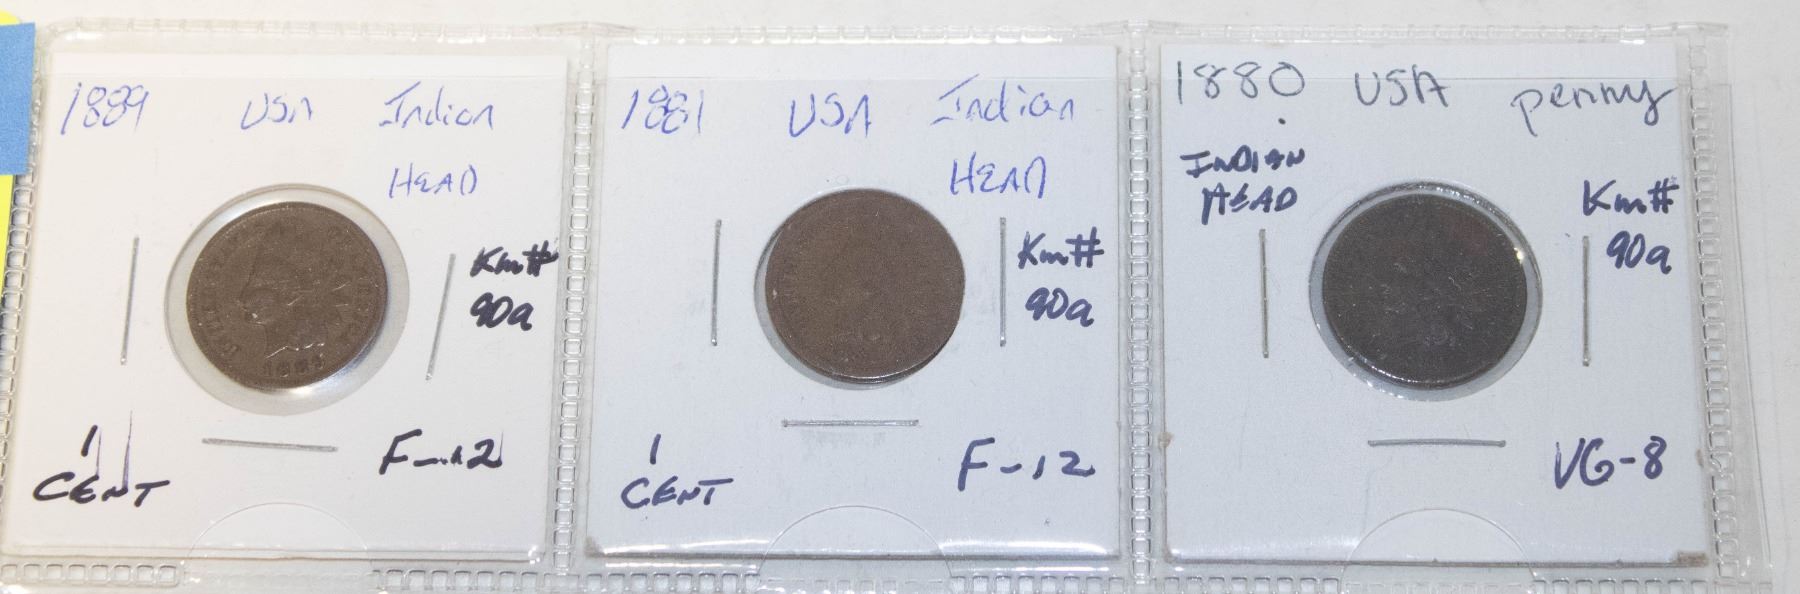 1889 USA Indian
HEAD
Km#
90a
1
CENT
F-12
1881 USA Indian
HEAD
Km#
90a
1
CENT
F-12
1880 USA penny
INDIAN
HEAD
Km#
90a
VG-8